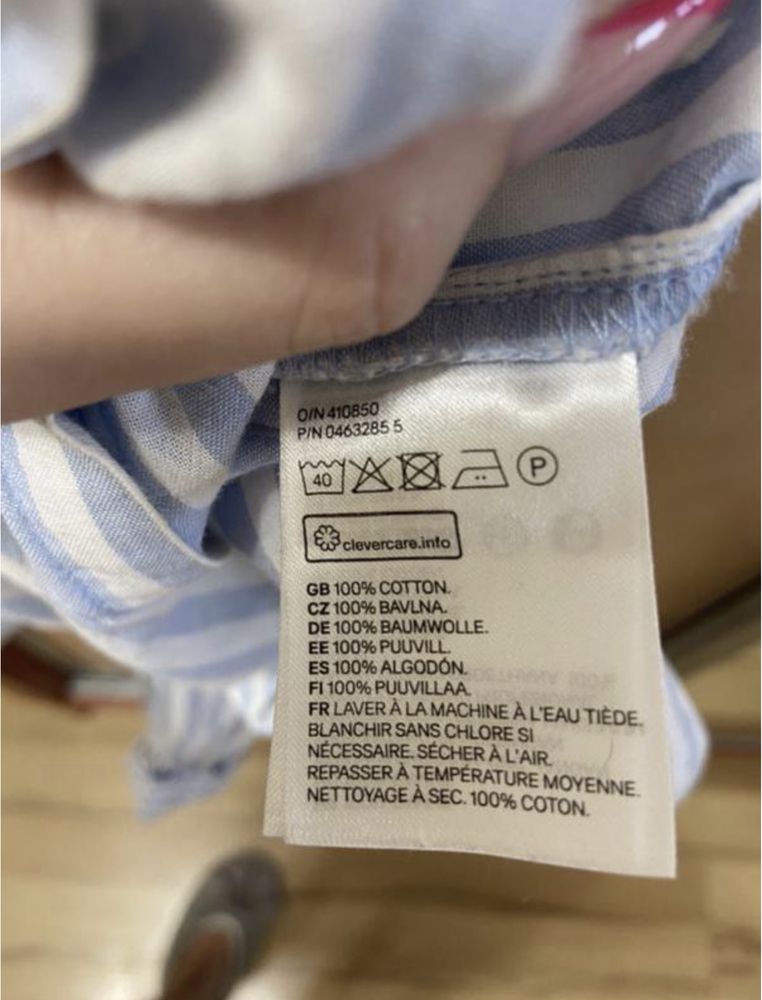 O/N 410850
P/N 0463285 5
40 P
clevercare.info
GB 100% COTTON.
CZ 100% BAVLNA.
DE 100% BAUMWOLLE.
EE 100% PUUVILL.
ES 100% ALGODÓN.
FI 100% PUUVILLAA.
FR LAVER À LA MACHINE À L'EAU TIÈDE.
BLANCHIR SANS CHLORE SI
NÉCESSAIRE. SÉCHER À L'AIR.
REPASSER À TEMPÉRATURE MOYENNE.
NETTOYAGE À SEC. 100% COTON.